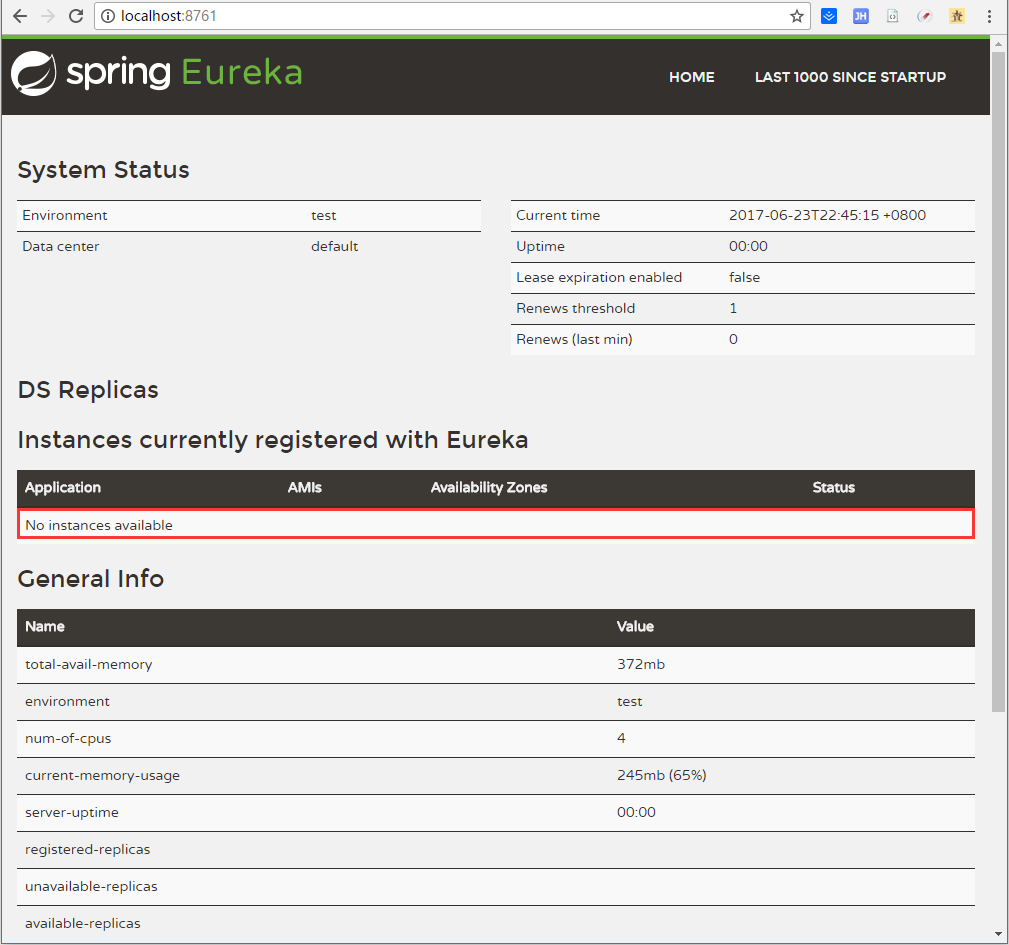 localhost:8761
JH
spring Eureka
HOME
LAST 1000 SINCE STARTUP
System Status
Environment test
Data center default
Current time 2017-06-23T22:45:15 +0800
Uptime 00:00
Lease expiration enabled false
Renews threshold 1
Renews (last min) 0
DS Replicas
Instances currently registered with Eureka
Application AMIs Availability Zones Status
No instances available
General Info
Name Value
total-avail-memory 372mb
environment test
num-of-cpus 4
current-memory-usage 245mb (65%)
server-uptime 00:00
registered-replicas
unavailable-replicas
available-replicas